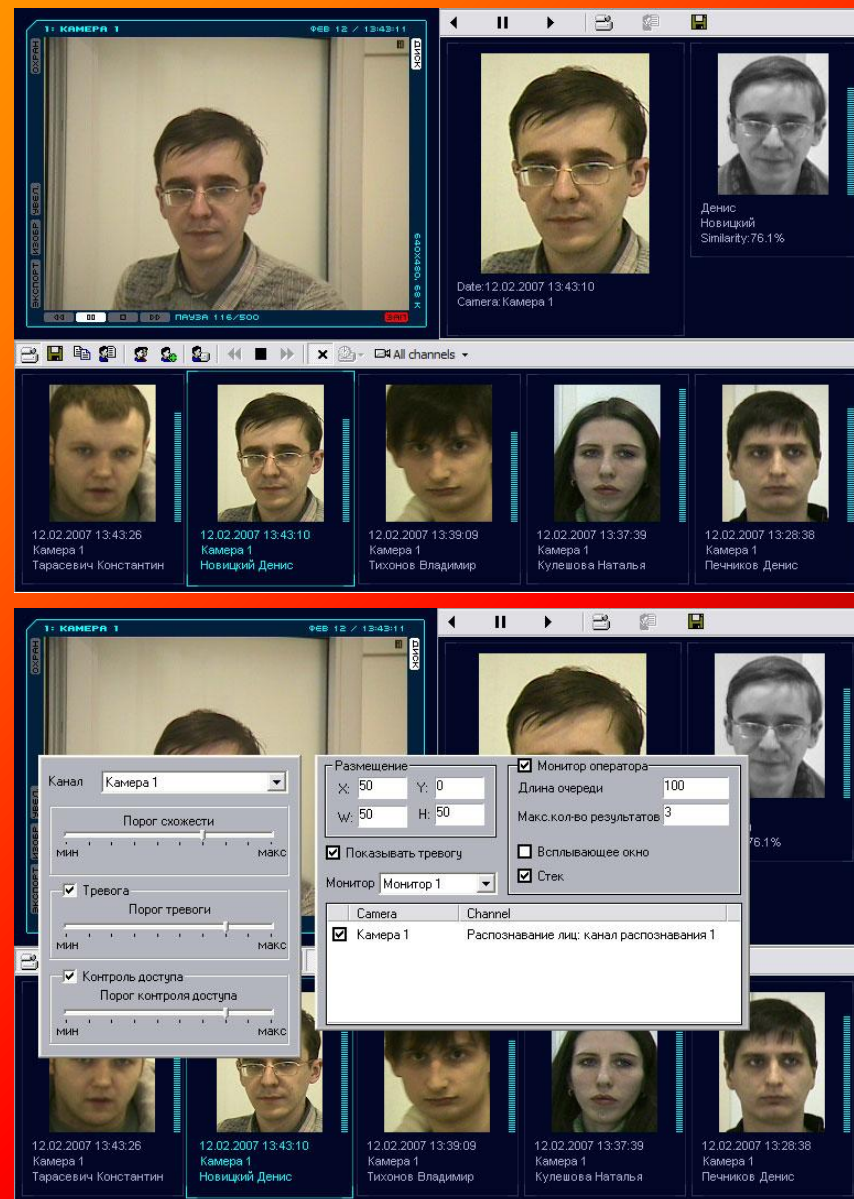 1: КАМЕРА 1
ФЕВ 12 / 13:43:11
ОХРАН
ДИСК
УВЕЛ
ИЗОБР
ЭКСПОРТ
640X480, 68 K
ПАУЗА 116/500
ЗАП
Date:12.02.2007 13:43:10
Camera:Камера 1
Денис
Новицкий
Similarity:76.1%
All channels
12.02.2007 13:43:26
Камера 1
Тарасевич Константин
12.02.2007 13:43:10
Камера 1
Новицкий Денис
12.02.2007 13:39:09
Камера 1
Тихонов Владимир
12.02.2007 13:37:39
Камера 1
Кулешова Наталья
12.02.2007 13:28:38
Камера 1
Печников Денис
1: КАМЕРА 1
ФЕВ 12 / 13:43:11
ОХРАН
ДИСК
Канал Камера 1
Порог схожести
мин макс
Тревога
Порог тревоги
мин макс
Контроль доступа
Порог контроля доступа
мин макс
Размещение
X: 50 Y: 0
W: 50 H: 50
Показывать тревогу
Монитор Монитор 1
Монитор оператора
Длина очереди 100
Макс.кол-во результатов 3
Всплывающее окно
Стек
Camera Channel
Камера 1 Распознавание лиц: канал распознавания 1
76.1%
12.02.2007 13:43:26
Камера 1
Тарасевич Константин
12.02.2007 13:43:10
Камера 1
Новицкий Денис
12.02.2007 13:39:09
Камера 1
Тихонов Владимир
12.02.2007 13:37:39
Камера 1
Кулешова Наталья
12.02.2007 13:28:38
Камера 1
Печников Денис